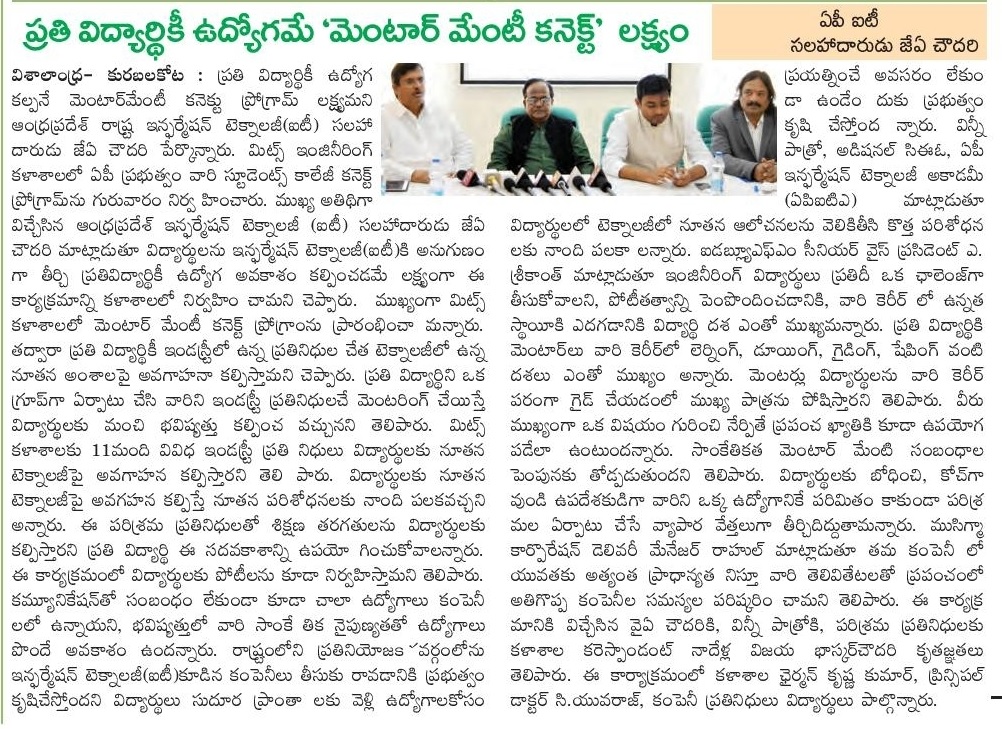 ప్రతి విద్యార్థికీ ఉద్యోగమే ‘మెంటార్ మేంటీ కనెక్ట్’ లక్ష్యం
ఏపీ ఐటీ
సలహాదారుడు జేఏ చౌదరి
విశాలాంధ్ర- కురబలకోట : ప్రతి విద్యార్థికీ ఉద్యోగ
కల్పనే మెంటార్‌మేంటీ కనెక్టు ప్రోగ్రామ్ లక్ష్యమని
ఆంధ్రప్రదేశ్ రాష్ట్ర ఇన్ఫర్మేషన్ టెక్నాలజీ(ఐటీ) సలహా
దారుడు జేఏ చౌదరి పేర్కొన్నారు. మిట్స్ ఇంజినీరింగ్
కళాశాలలో ఏపీ ప్రభుత్వం వారి స్టూడెంట్స్ కాలేజీ కనెక్ట్
ప్రోగ్రామ్‌ను గురువారం నిర్వ హించారు. ముఖ్య అతిథిగా
విచ్చేసిన ఆంధ్రప్రదేశ్ ఇన్ఫర్మేషన్ టెక్నాలజీ (ఐటీ) సలహాదారుడు జేఏ
చౌదరి మాట్లాడుతూ విద్యార్థులను ఇన్ఫర్మేషన్ టెక్నాలజీ(ఐటీ)కి అనుగుణం
గా తీర్చి ప్రతివిద్యార్థికీ ఉద్యోగ అవకాశం కల్పించడమే లక్ష్యంగా ఈ
కార్యక్రమాన్ని కళాశాలలో నిర్వహిం చామని చెప్పారు. ముఖ్యంగా మిట్స్
కళాశాలలో మెంటార్ మేంటీ కనెక్ట్ ప్రోగ్రాంను ప్రారంభించా మన్నారు.
తద్వారా ప్రతి విద్యార్థికీ ఇండస్ట్రీలో ఉన్న ప్రతినిధుల చేత టెక్నాలజీలో ఉన్న
నూతన అంశాలపై అవగాహనా కల్పిస్తామని చెప్పారు. ప్రతి విద్యార్థిని ఒక
గ్రూప్‌గా ఏర్పాటు చేసి వారిని ఇండస్ట్రీ ప్రతినిధులచే మెంటరింగ్ చేయిస్తే
విద్యార్థులకు మంచి భవిష్యత్తు కల్పించ వచ్చునని తెలిపారు. మిట్స్
కళాశాలకు 11మంది వివిధ ఇండస్ట్రీ ప్రతి నిధులు విద్యార్థులకు నూతన
టెక్నాలజీపై అవగాహన కల్పిస్తారని తెలి పారు. విద్యార్థులకు నూతన
టెక్నాలజీపై అవగహన కల్పిస్తే నూతన పరిశోధనలకు నాంది పలకవచ్చని
అన్నారు. ఈ పరిశ్రమ ప్రతినిధులతో శిక్షణ తరగతులను విద్యార్థులకు
కల్పిస్తారని ప్రతి విద్యార్థి ఈ సదవకాశాన్ని ఉపయో గించుకోవాలన్నారు.
ఈ కార్యక్రమంలో విద్యార్థులకు పోటీలను కూడా నిర్వహిస్తామని తెలిపారు.
కమ్యూనికేషన్‌తో సంబంధం లేకుండా కూడా చాలా ఉద్యోగాలు కంపెనీ
లలో ఉన్నాయని, భవిష్యత్తులో వారి సాంకే తిక నైపుణ్యతతో ఉద్యోగాలు
పొందే అవకాశం ఉందన్నారు. రాష్ట్రంలోని వర్గంలోను
ఇన్ఫర్మేషన్ టెక్నాలజీ(ఐటీ)కూడిన కంపెనీలు తీసుకు రావడానికి ప్రభుత్వం
కృషిచేస్తోందని విద్యార్థులు సుదూర ప్రాంతా లకు వెళ్లి ఉద్యోగాలకోసం
ప్రయత్నించే అవసరం లేకుం
డా ఉండేం దుకు ప్రభుత్వం
కృషి చేస్తోంద న్నారు. విన్నీ
పాత్రో, అడిషనల్ సిఈఓ, ఏపీ
ఇన్ఫర్మేషన్ టెక్నాలజీ అకాడమీ
(ఏపిఐటిఎ) మాట్లాడుతూ
విద్యార్థులలో టెక్నాలజీలో నూతన ఆలోచనలను వెలికితీసి కొత్త పరిశోధన
లకు నాంది పలకా లన్నారు. ఐడబ్ల్యుఎఫ్ఎం సీనియర్ వైస్ ప్రసిడెంట్ ఎ.
శ్రీకాంత్ మాట్లాడుతూ ఇంజినీరింగ్ విద్యార్థులు ప్రతిదీ ఒక ఛాలెంజ్‌గా
తీసుకోవాలని, పోటీతత్వాన్ని పెంపొందించడానికి, వారి కెరీర్ లో ఉన్నత
స్థాయికి ఎదగడానికి విద్యార్థి దశ ఎంతో ముఖ్యమన్నారు. ప్రతి విద్యార్థికి
మెంటార్‌లు వారి కెరీర్‌లో లెర్నింగ్, డూయింగ్, గైడింగ్, షేపింగ్ వంటి
దశలు ఎంతో ముఖ్యం అన్నారు. మెంటర్లు విద్యార్థులను వారి కెరీర్
పరంగా గైడ్ చేయడంలో ముఖ్య పాత్రను పోషిస్తారని తెలిపారు. వీరు
ముఖ్యంగా ఒక విషయం గురించి నేర్పితే ప్రపంచ ఖ్యాతికి కూడా ఉపయోగ
పడేలా ఉంటుందన్నారు. సాంకేతికత మెంటార్ మేంటి సంబంధాల
పెంపునకు తోడ్పడుతుందని తెలిపారు. విద్యార్థులకు బోధించి, కోచ్‌గా
వుండి ఉపదేశకుడిగా వారిని ఒక్క ఉద్యోగానికే పరిమితం కాకుండా పరిశ్ర
మల ఏర్పాటు చేసే వ్యాపార వేత్తలుగా తీర్చిదిద్దుతామన్నారు. ముసిగ్మా
కార్పొరేషన్ డెలివరీ మేనేజర్ రాహుల్ మాట్లాడుతూ తమ కంపెనీ లో
యువతకు అత్యంత ప్రాధాన్యత నిస్తూ వారి తెలివితేటలతో ప్రపంచంలో
అతిగొప్ప కంపెనీల సమస్యల పరిష్కరిం చామని తెలిపారు. ఈ కార్యక్ర
మానికి విచ్చేసిన వైఏ చౌదరికి, విన్నీ పాత్రోకి, పరిశ్రమ ప్రతినిధులకు
కళాశాల కరెస్పాండంట్ నాదేళ్ల విజయ భాస్కర్‌చౌదరి కృతజ్ఞతలు
తెలిపారు. ఈ కార్యాక్రమంలో కళాశాల ఛైర్మన్ కృష్ణ కుమార్, ప్రిన్సిపల్
డాక్టర్ సి.యువరాజ్, కంపెనీ ప్రతినిధులు విద్యార్థులు పాల్గొన్నారు.